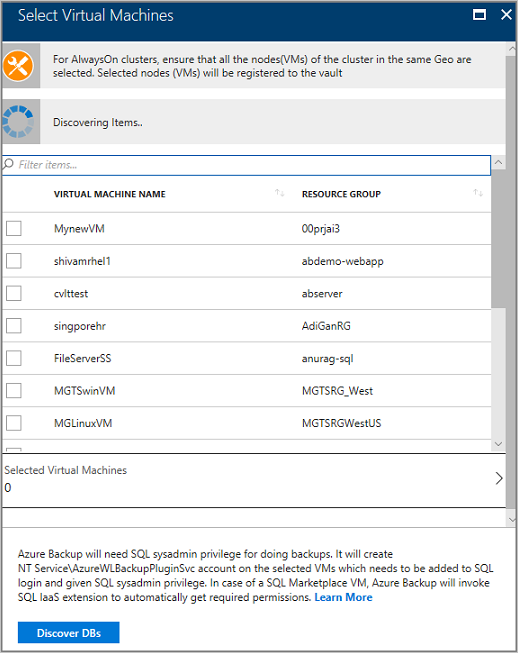 Select Virtual Machines
For AlwaysOn clusters, ensure that all the nodes(VMs) of the cluster in the same Geo are
selected. Selected nodes (VMs) will be registered to the vault
Discovering Items..
Filter items...
VIRTUAL MACHINE NAME RESOURCE GROUP
MynewVM 00prjai3
shivamrhel1 abdemo-webapp
cvlttest abserver
singporehr AdiGanRG
FileServerSS anurag-sql
MGTSwinVM MGTSRG_West
MGLinuxVM MGTSRGWestUS
Selected Virtual Machines
0
Azure Backup will need SQL sysadmin privilege for doing backups. It will create
NT Service\AzureWLBackupPluginSvc account on the selected VMs which needs to be added to SQL
login and given SQL sysadmin privilege. In case of a SQL Marketplace VM, Azure Backup will invoke
SQL IaaS extension to automatically get required permissions. Learn More
Discover DBs